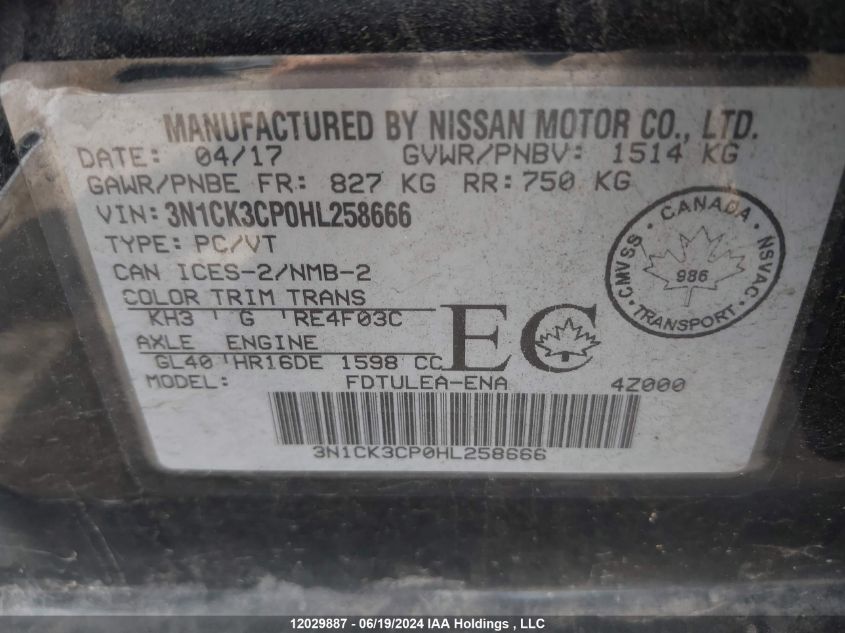 MANUFACTURED BY NISSAN MOTOR CO., LTD.
DATE: 04/17 GVWR/PNBV: 1514 KG
GAWR/PNBE FR: 827 KG RR: 750 KG
VIN: 3N1CK3CP0HL258666
TYPE: PC/VT
CAN ICES-2/NMB-2
COLOR TRIM TRANS
KH3 ' G ' RE4F03C
AXLE ENGINE
GL40 ' HR16DE 1598 CC
EC
MODEL: FDTULEA-ENA 4Z000
3N1CK3CP0HL258666
CMVSS • CANADA • NSVAC
986
• TRANSPORT •
12029887 - 06/19/2024 IAA Holdings , LLC